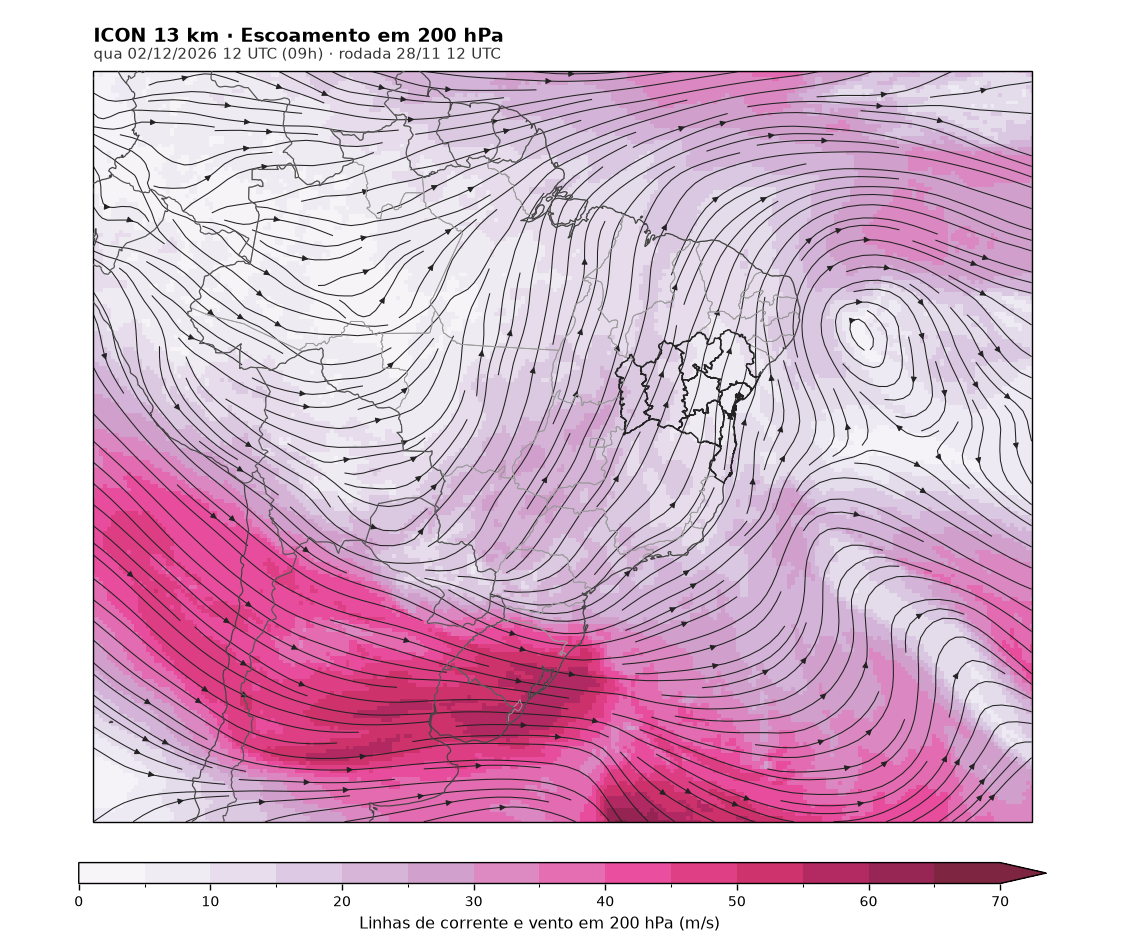 ICON 13 km · Escoamento em 200 hPa
qua 02/12/2026 12 UTC (09h) · rodada 28/11 12 UTC
0 10 20 30 40 50 60 70
Linhas de corrente e vento em 200 hPa (m/s)